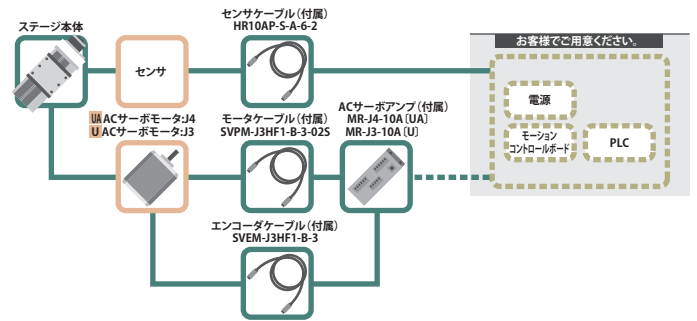 センサケーブル（付属）
HR10AP-S-A-6-2
ステージ本体
センサ
お客様でご用意ください。
電源
モーション
コントロールボード
PLC
UA ACサーボモータ:J4
U ACサーボモータ:J3
モータケーブル（付属）
SVPM-J3HF1-B-3-02S
ACサーボアンプ（付属）
MR-J4-10A［UA］
MR-J3-10A［U］
エンコーダケーブル（付属）
SVEM-J3HF1-B-3